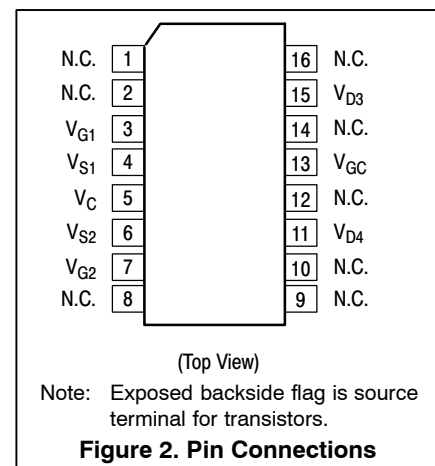 N.C. 1 16 N.C.
N.C. 2 15 VD3
VG1 3 14 N.C.
VS1 4 13 VGC
VC 5 12 N.C.
VS2 6 11 VD4
VG2 7 10 N.C.
N.C. 8 9 N.C.
(Top View)
Note: Exposed backside flag is source
terminal for transistors.
Figure 2. Pin Connections